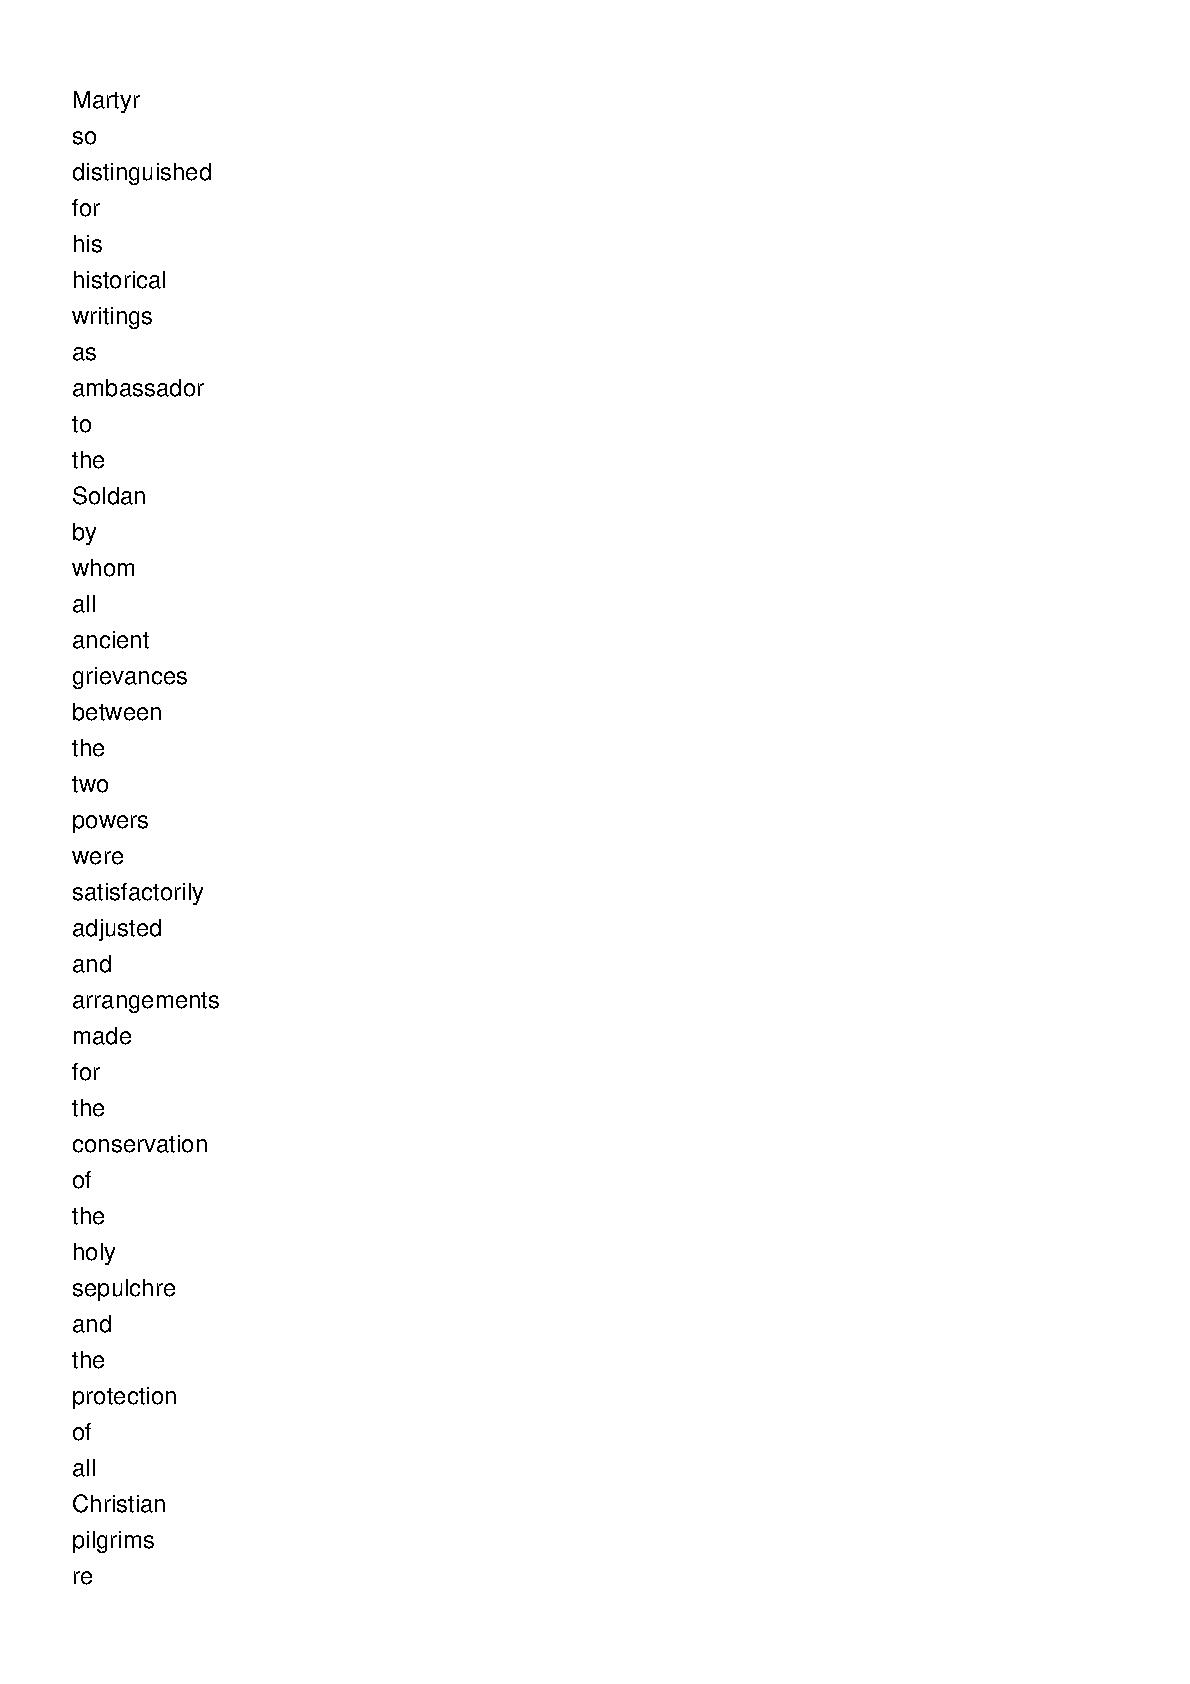 Martyr
so
distinguished
for
his
historical
writings
as
ambassador
to
the
Soldan
by
whom
all
ancient
grievances
between
the
two
powers
were
satisfactorily
adjusted
and
arrangements
made
for
the
conservation
of
the
holy
sepulchre
and
the
protection
of
all
Christian
pilgrims
re